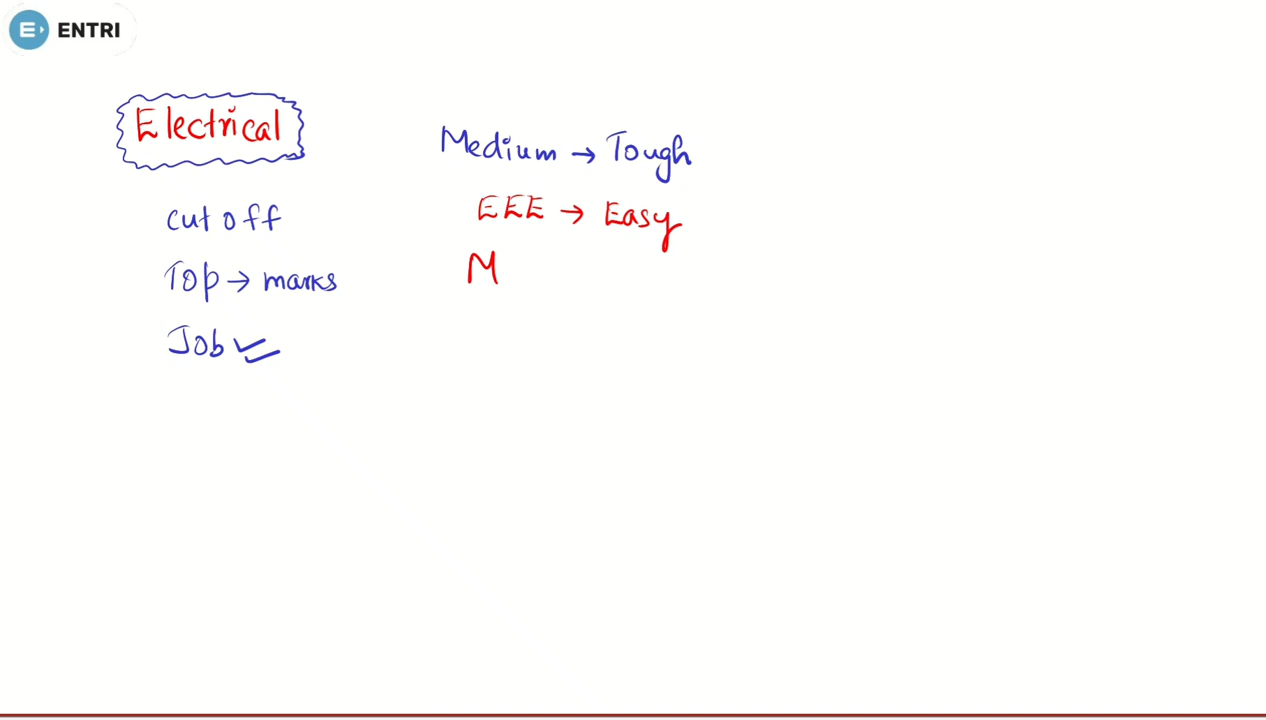 ENTRI
Electrical
cut off
Top → marks
Job
Medium → Tough
EEE → Easy
M